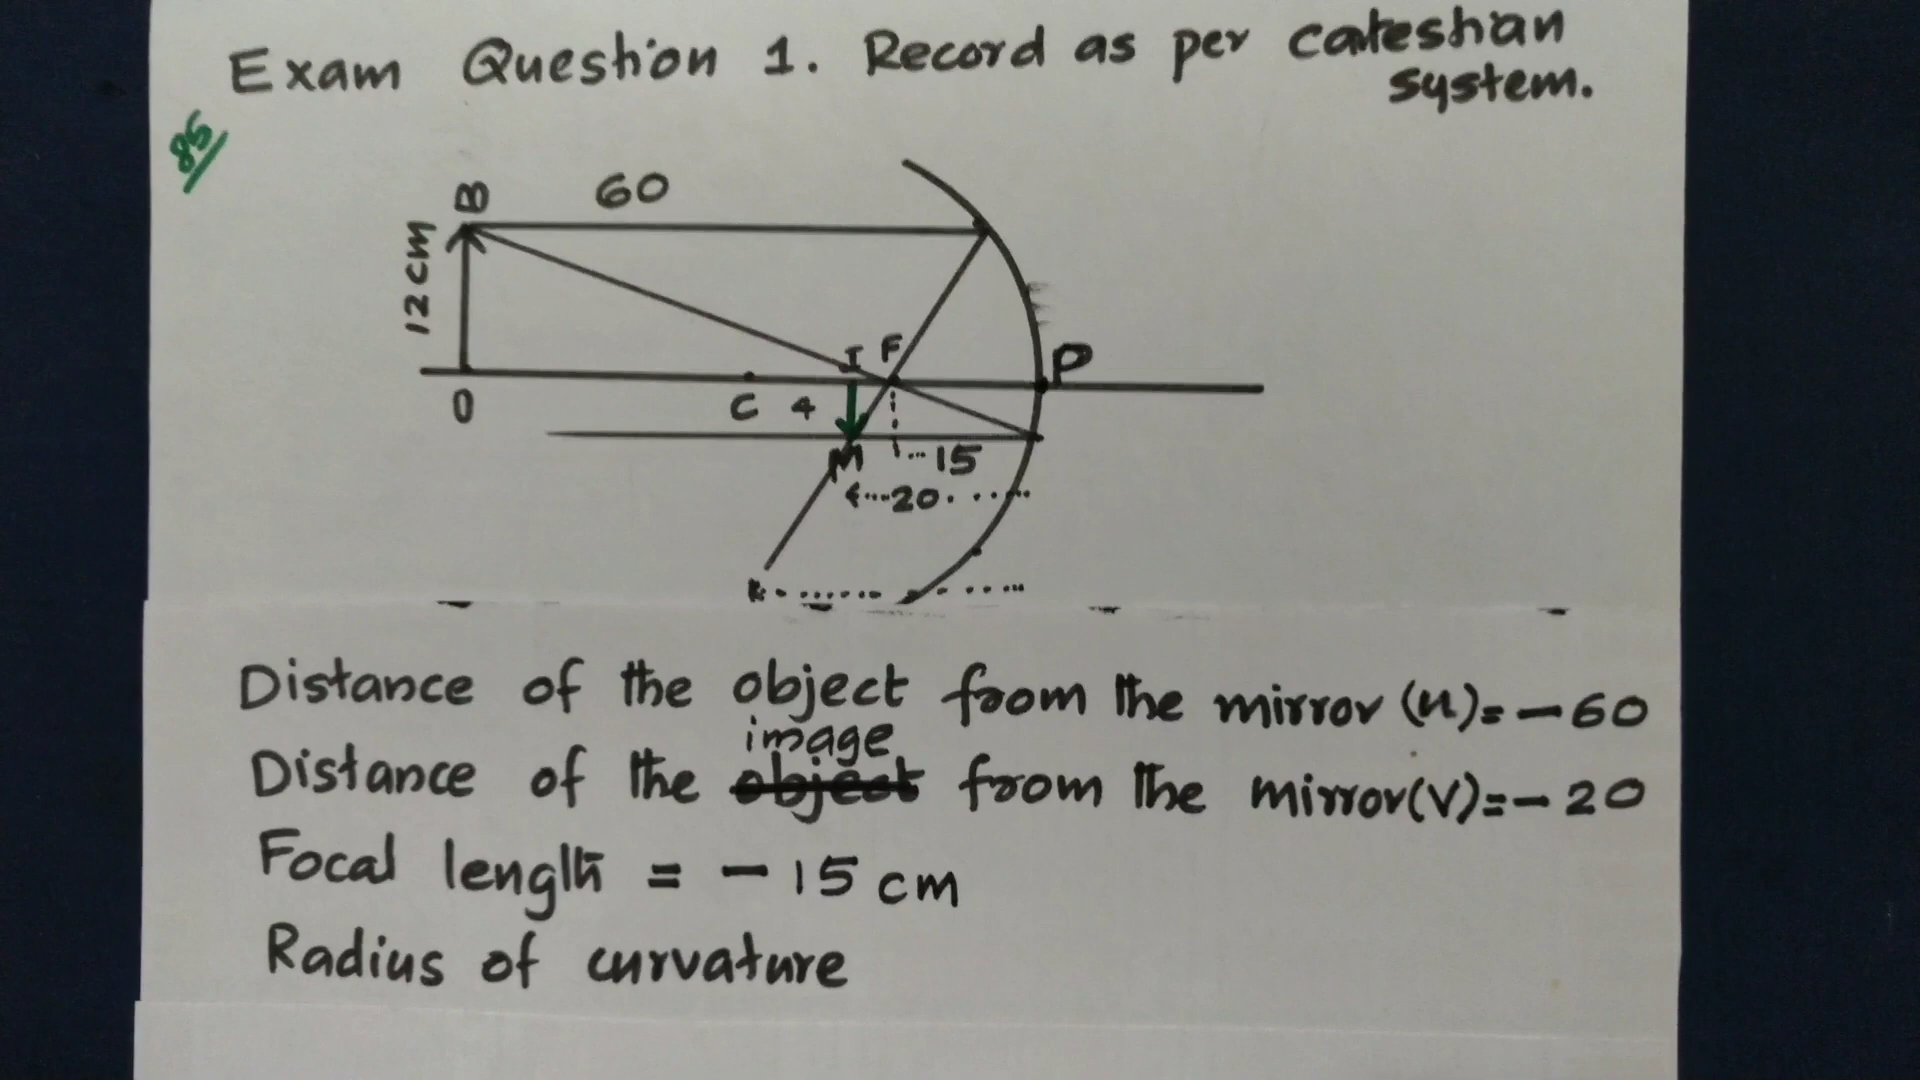 Exam Question 1. Record as per cateshian
system.
85
B
60
12 cm
I F
P
O
C 4
M
15
20
Distance of the object from the mirror (u)=-60
image
Distance of the object from the mirror (V)=-20
Focal length = -15 cm
Radius of curvature